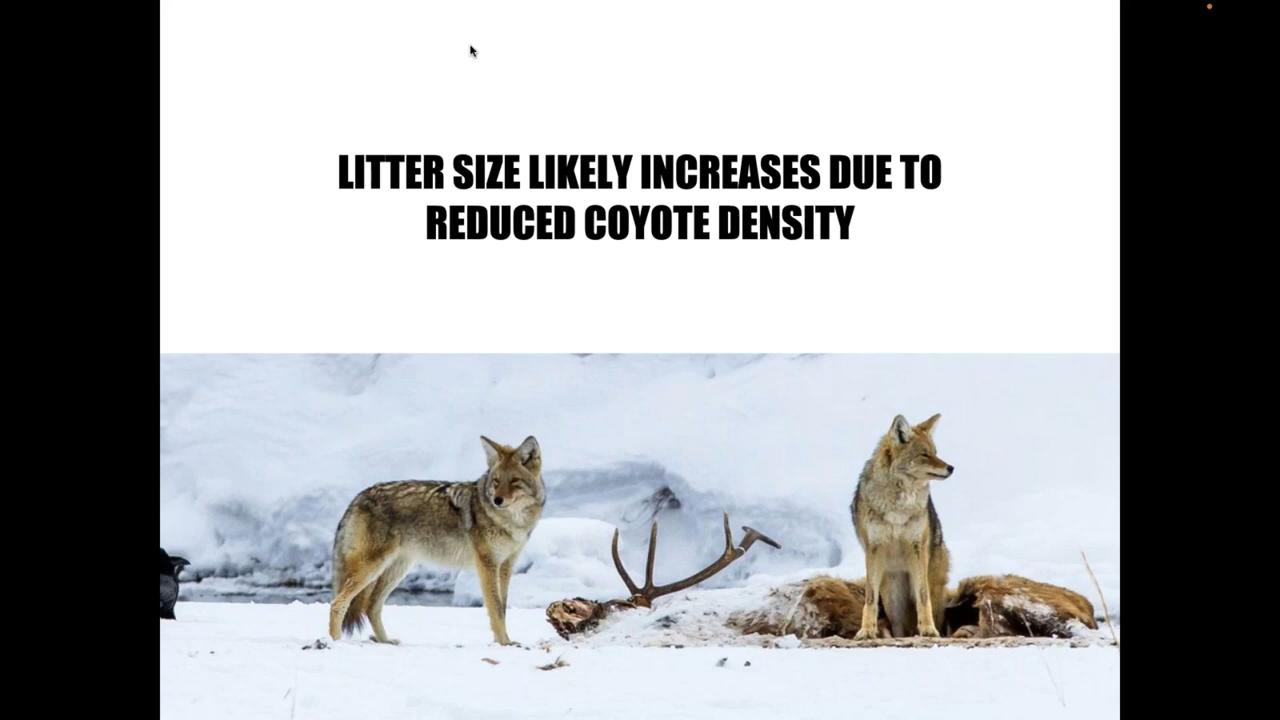 LITTER SIZE LIKELY INCREASES DUE TO
REDUCED COYOTE DENSITY